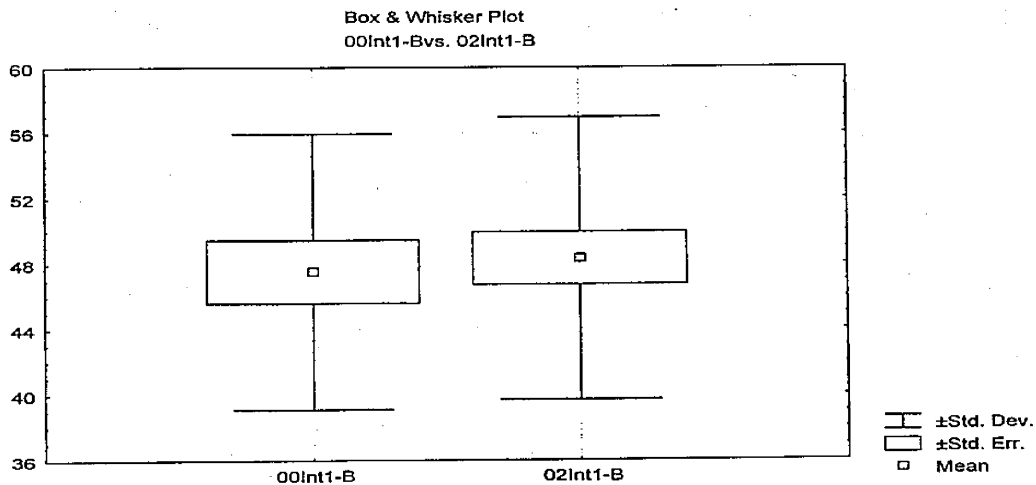 Box & Whisker Plot
00Int1-Bvs. 02Int1-B
60
56
52
48
44
40
36
00Int1-B
02Int1-B
±Std. Dev.
±Std. Err.
Mean